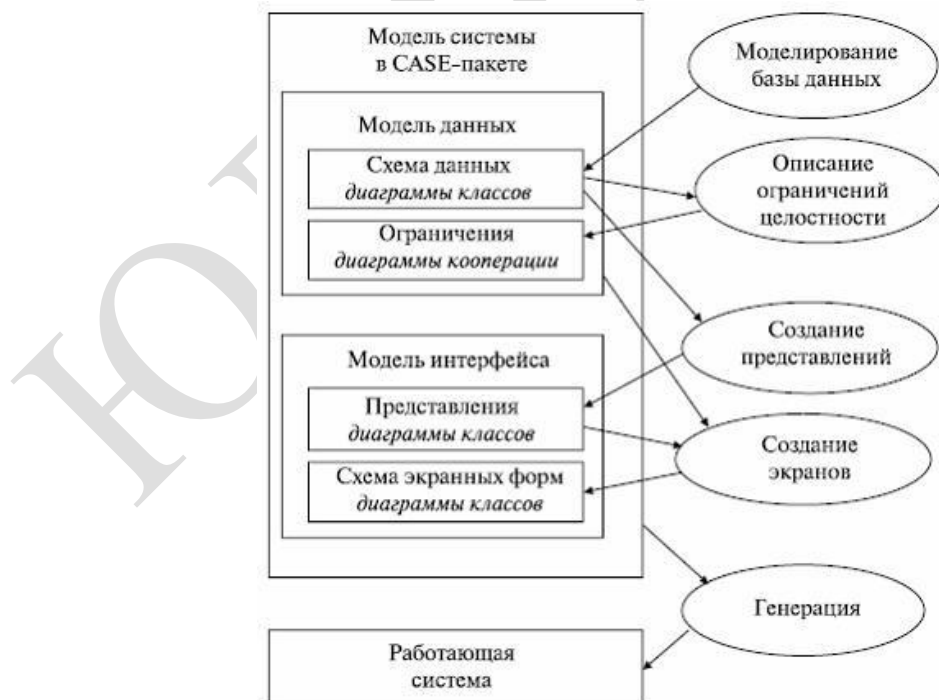 Модель системы
в CASE-пакете
Модель данных
Схема данных
диаграммы классов
Ограничения
диаграммы кооперации
Модель интерфейса
Представления
диаграммы классов
Схема экранных форм
диаграммы классов
Работающая
система
Моделирование
базы данных
Описание
ограничений
целостности
Создание
представлений
Создание
экранов
Генерация